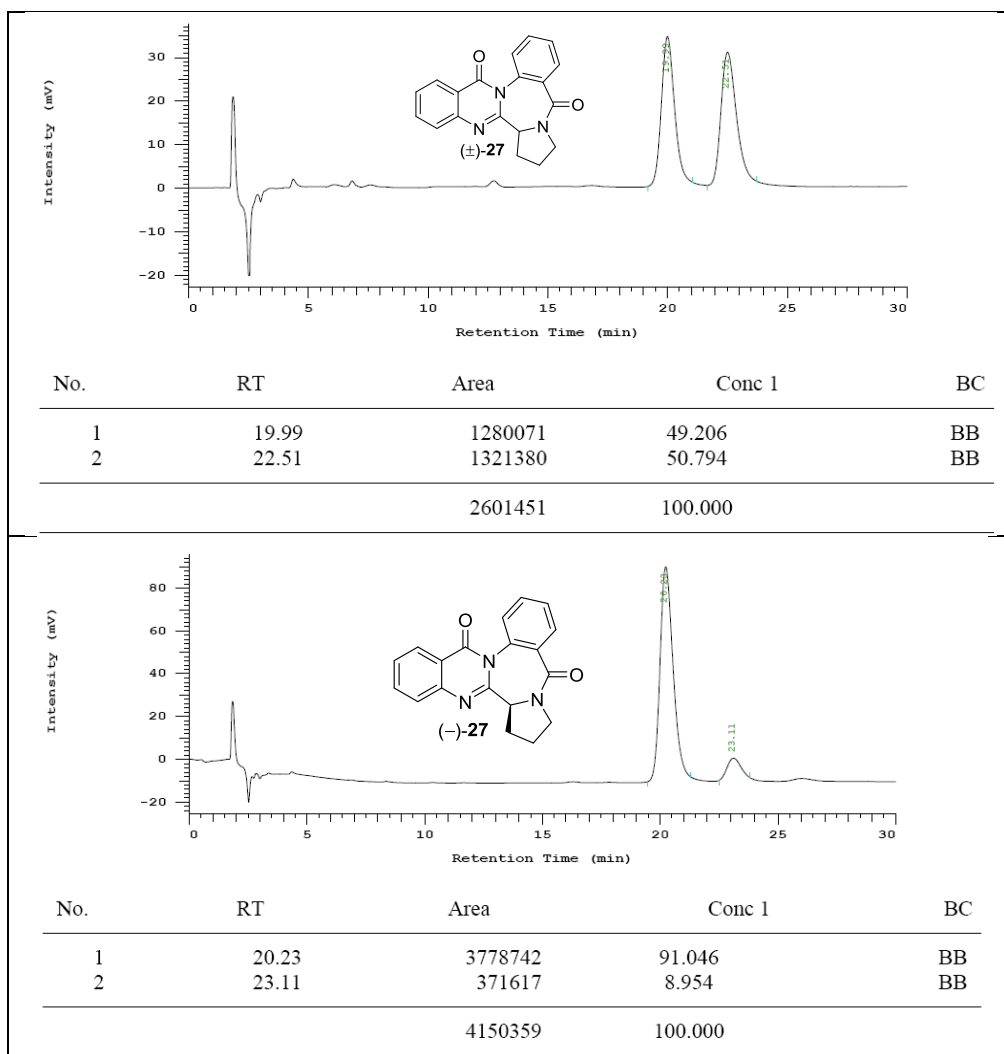 Intensity (mV)
30
20
10
0
-10
-20
0 5 10 15 20 25 30
Retention Time (min)
22.51
O
N
N
N
O
(±)-27
No. RT Area Conc 1 BC
1 19.99 1280071 49.206 BB
2 22.51 1321380 50.794 BB
2601451 100.000
Intensity (mV)
80
60
40
20
0
-20
0 5 10 15 20 25 30
Retention Time (min)
23.11
O
N
N
N
O
(−)-27
No. RT Area Conc 1 BC
1 20.23 3778742 91.046 BB
2 23.11 371617 8.954 BB
4150359 100.000